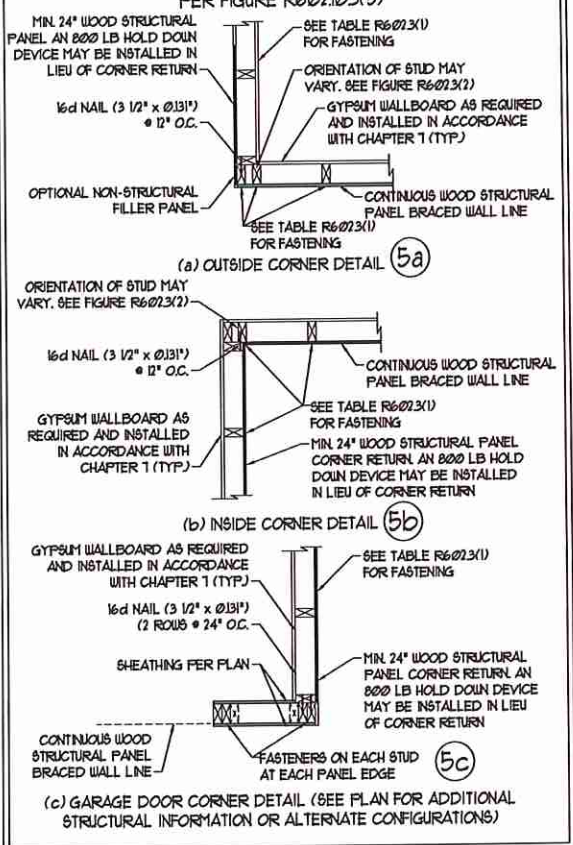 PER FIGURE R602.10.3(5)
MIN. 24" WOOD STRUCTURAL
PANEL AN 800 LB HOLD DOWN
DEVICE MAY BE INSTALLED IN
LIEU OF CORNER RETURN
SEE TABLE R602.3(1)
FOR FASTENING
ORIENTATION OF STUD MAY
VARY. SEE FIGURE R602.3(2)
16d NAIL (3 1/2" x Ø.131")
@ 12" O.C.
GYPSUM WALLBOARD AS REQUIRED
AND INSTALLED IN ACCORDANCE
WITH CHAPTER 7 (TYP.)
OPTIONAL NON-STRUCTURAL
FILLER PANEL
CONTINUOUS WOOD STRUCTURAL
PANEL BRACED WALL LINE
SEE TABLE R602.3(1)
FOR FASTENING
(a) OUTSIDE CORNER DETAIL 5a
ORIENTATION OF STUD MAY
VARY. SEE FIGURE R602.3(2)
16d NAIL (3 1/2" x Ø.131")
@ 12" O.C.
CONTINUOUS WOOD STRUCTURAL
PANEL BRACED WALL LINE
SEE TABLE R602.3(1)
FOR FASTENING
GYPSUM WALLBOARD AS
REQUIRED AND INSTALLED
IN ACCORDANCE WITH
CHAPTER 7 (TYP.)
MIN. 24" WOOD STRUCTURAL PANEL
CORNER RETURN. AN 800 LB HOLD
DOWN DEVICE MAY BE INSTALLED
IN LIEU OF CORNER RETURN
(b) INSIDE CORNER DETAIL 5b
GYPSUM WALLBOARD AS REQUIRED
AND INSTALLED IN ACCORDANCE
WITH CHAPTER 7 (TYP.)
SEE TABLE R602.3(1)
FOR FASTENING
16d NAIL (3 1/2" x Ø.131")
(2 ROWS @ 24" O.C.
SHEATHING PER PLAN
MIN. 24" WOOD STRUCTURAL
PANEL CORNER RETURN. AN
800 LB HOLD DOWN DEVICE
MAY BE INSTALLED IN LIEU
OF CORNER RETURN
CONTINUOUS WOOD
STRUCTURAL PANEL
BRACED WALL LINE
FASTENERS ON EACH STUD
AT EACH PANEL EDGE
5c
(c) GARAGE DOOR CORNER DETAIL (SEE PLAN FOR ADDITIONAL
STRUCTURAL INFORMATION OR ALTERNATE CONFIGURATIONS)